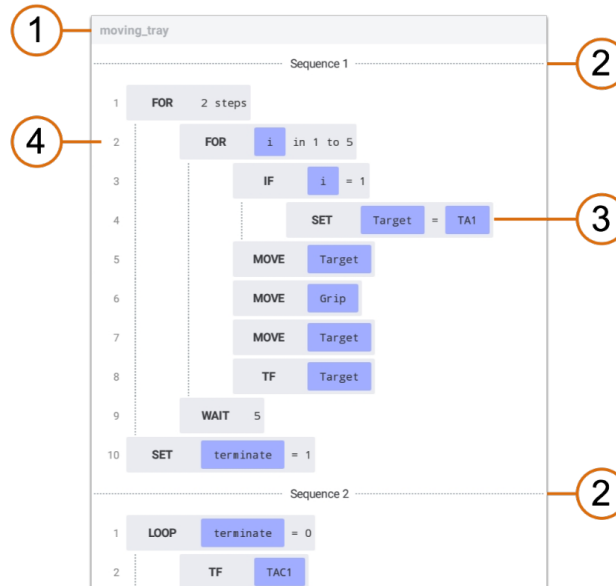 1 moving_tray
Sequence 1 2
1 FOR 2 steps
4 2 FOR i in 1 to 5
3 IF i = 1
4 SET Target = TA1 3
5 MOVE Target
6 MOVE Grip
7 MOVE Target
8 TF Target
9 WAIT 5
10 SET terminate = 1
Sequence 2 2
1 LOOP terminate = 0
2 TF TAC1